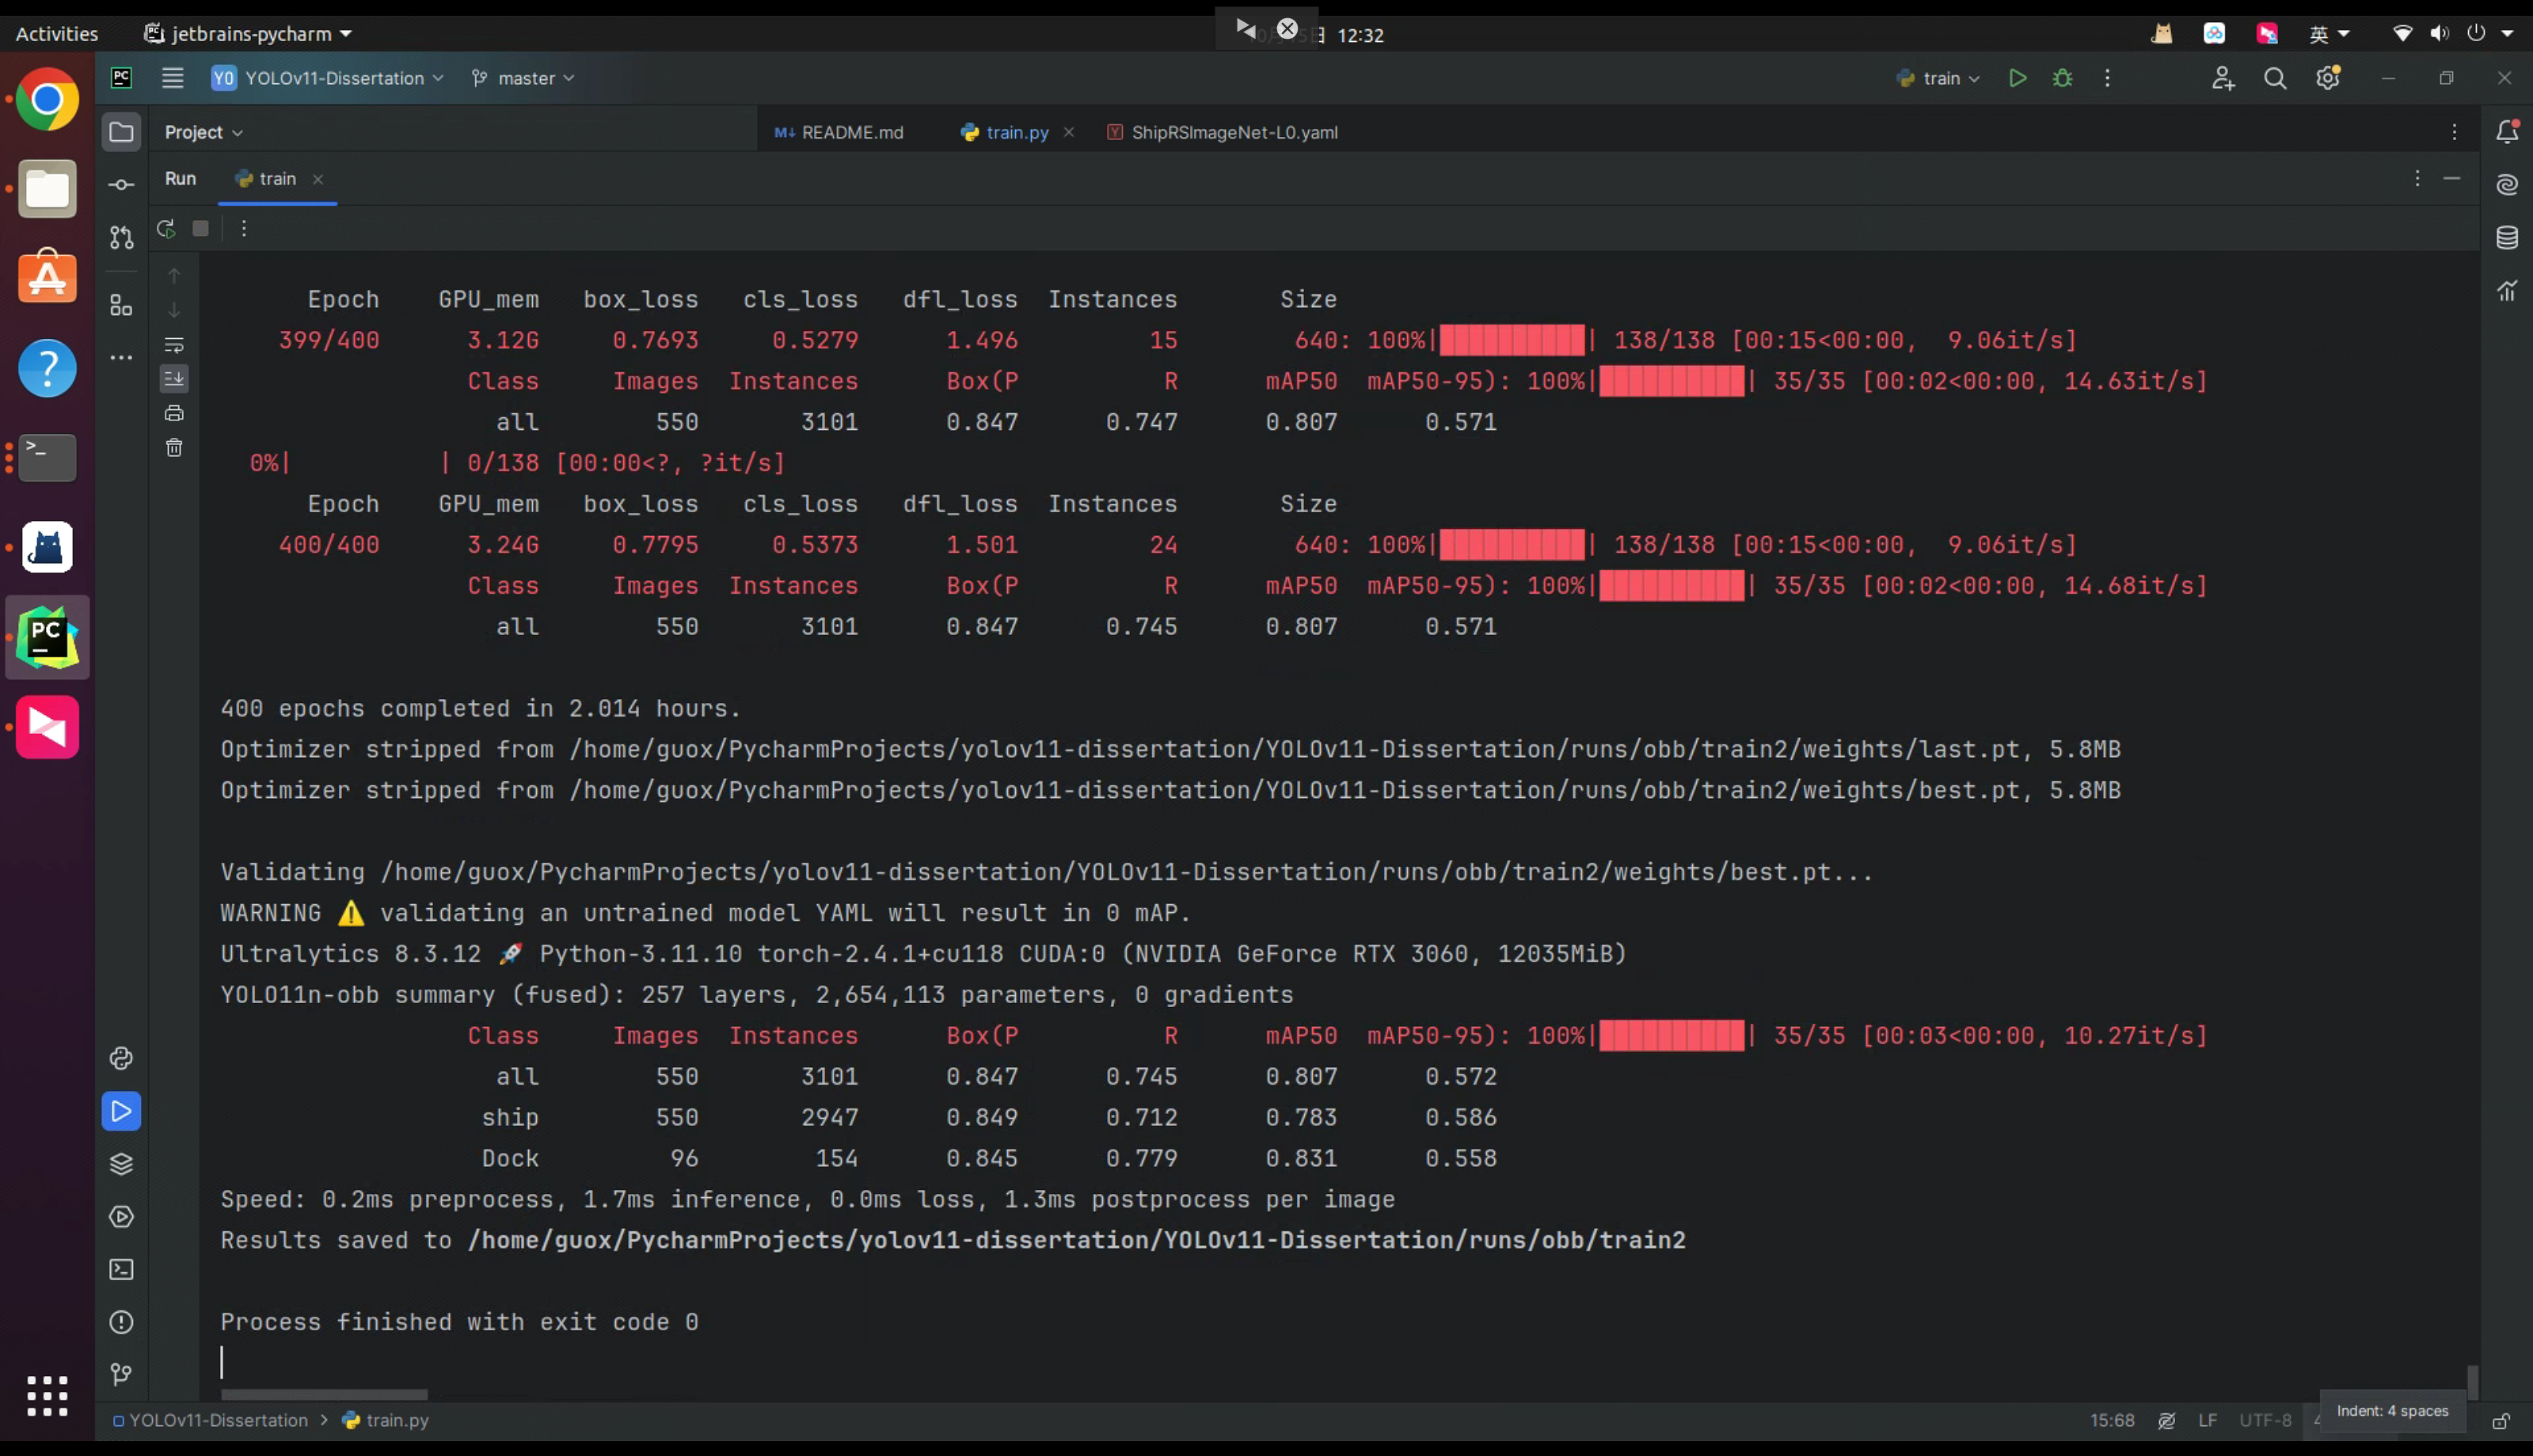 Activities jetbrains-pycharm 12:32 英
PC YO YOLOv11-Dissertation master train
Project README.md train.py ShipRSImageNet-L0.yaml
Run train
Epoch GPU_mem box_loss cls_loss dfl_loss Instances Size
399/400 3.12G 0.7693 0.5279 1.496 15 640: 100%|██████████| 138/138 [00:15<00:00, 9.06it/s]
Class Images Instances Box(P R mAP50 mAP50-95): 100%|██████████| 35/35 [00:02<00:00, 14.63it/s]
all 550 3101 0.847 0.747 0.807 0.571
0%| | 0/138 [00:00<?, ?it/s]
Epoch GPU_mem box_loss cls_loss dfl_loss Instances Size
400/400 3.24G 0.7795 0.5373 1.501 24 640: 100%|██████████| 138/138 [00:15<00:00, 9.06it/s]
Class Images Instances Box(P R mAP50 mAP50-95): 100%|██████████| 35/35 [00:02<00:00, 14.68it/s]
all 550 3101 0.847 0.745 0.807 0.571
400 epochs completed in 2.014 hours.
Optimizer stripped from /home/guox/PycharmProjects/yolov11-dissertation/YOLOv11-Dissertation/runs/obb/train2/weights/last.pt, 5.8MB
Optimizer stripped from /home/guox/PycharmProjects/yolov11-dissertation/YOLOv11-Dissertation/runs/obb/train2/weights/best.pt, 5.8MB
Validating /home/guox/PycharmProjects/yolov11-dissertation/YOLOv11-Dissertation/runs/obb/train2/weights/best.pt...
WARNING ⚠️ validating an untrained model YAML will result in 0 mAP.
Ultralytics 8.3.12 🚀 Python-3.11.10 torch-2.4.1+cu118 CUDA:0 (NVIDIA GeForce RTX 3060, 12035MiB)
YOLO11n-obb summary (fused): 257 layers, 2,654,113 parameters, 0 gradients
Class Images Instances Box(P R mAP50 mAP50-95): 100%|██████████| 35/35 [00:03<00:00, 10.27it/s]
all 550 3101 0.847 0.745 0.807 0.572
ship 550 2947 0.849 0.712 0.783 0.586
Dock 96 154 0.845 0.779 0.831 0.558
Speed: 0.2ms preprocess, 1.7ms inference, 0.0ms loss, 1.3ms postprocess per image
Results saved to /home/guox/PycharmProjects/yolov11-dissertation/YOLOv11-Dissertation/runs/obb/train2
Process finished with exit code 0
YOLOv11-Dissertation > train.py 15:68 LF UTF-8 Indent: 4 spaces